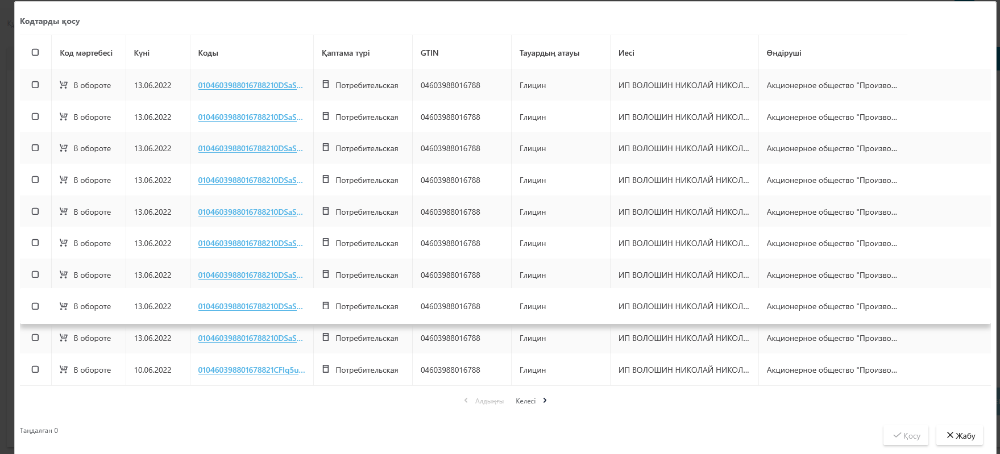 Кодтарды қосу
Код мәртебесі Күні Коды Қаптама түрі GTIN Тауардың атауы Иесі Өндіруші
В обороте 13.06.2022 0104603988016788210DSaS... Потребительская 04603988016788 Глицин ИП ВОЛОШИН НИКОЛАЙ НИКОЛ... Акционерное общество "Произво...
В обороте 13.06.2022 0104603988016788210DSaS... Потребительская 04603988016788 Глицин ИП ВОЛОШИН НИКОЛАЙ НИКОЛ... Акционерное общество "Произво...
В обороте 13.06.2022 0104603988016788210DSaS... Потребительская 04603988016788 Глицин ИП ВОЛОШИН НИКОЛАЙ НИКОЛ... Акционерное общество "Произво...
В обороте 13.06.2022 0104603988016788210DSaS... Потребительская 04603988016788 Глицин ИП ВОЛОШИН НИКОЛАЙ НИКОЛ... Акционерное общество "Произво...
В обороте 13.06.2022 0104603988016788210DSaS... Потребительская 04603988016788 Глицин ИП ВОЛОШИН НИКОЛАЙ НИКОЛ... Акционерное общество "Произво...
В обороте 13.06.2022 0104603988016788210DSaS... Потребительская 04603988016788 Глицин ИП ВОЛОШИН НИКОЛАЙ НИКОЛ... Акционерное общество "Произво...
В обороте 13.06.2022 0104603988016788210DSaS... Потребительская 04603988016788 Глицин ИП ВОЛОШИН НИКОЛАЙ НИКОЛ... Акционерное общество "Произво...
В обороте 13.06.2022 0104603988016788210DSaS... Потребительская 04603988016788 Глицин ИП ВОЛОШИН НИКОЛАЙ НИКОЛ... Акционерное общество "Произво...
В обороте 13.06.2022 0104603988016788210DSaS... Потребительская 04603988016788 Глицин ИП ВОЛОШИН НИКОЛАЙ НИКОЛ... Акционерное общество "Произво...
В обороте 10.06.2022 010460398801678821CFIq5u... Потребительская 04603988016788 Глицин ИП ВОЛОШИН НИКОЛАЙ НИКОЛ... Акционерное общество "Произво...
Алдыңғы Келесі
Таңдалған 0
Қосу Жабу